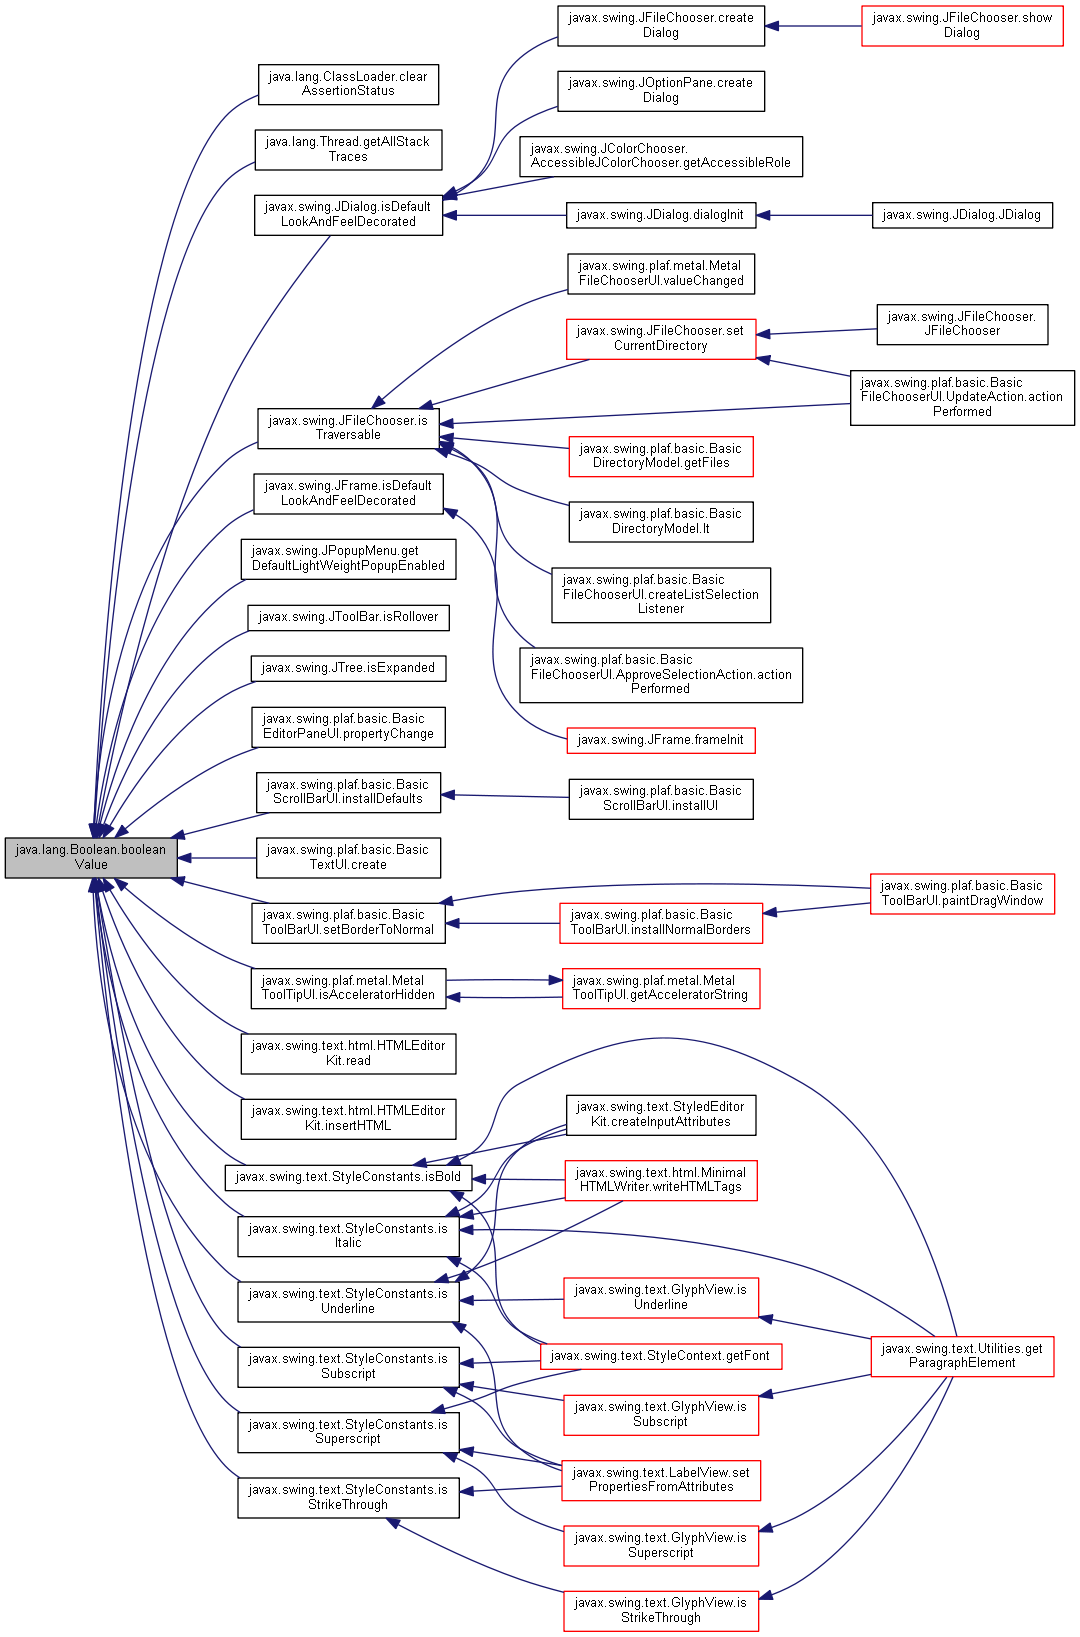 javax.swing.JFileChooser.create
Dialog
javax.swing.JFileChooser.show
Dialog
java.lang.ClassLoader.clear
AssertionStatus
javax.swing.JOptionPane.create
Dialog
java.lang.Thread.getAllStack
Traces
javax.swing.JColorChooser.
AccessibleJColorChooser.getAccessibleRole
javax.swing.JDialog.isDefault
LookAndFeelDecorated
javax.swing.JDialog.dialogInit
javax.swing.JDialog.JDialog
javax.swing.plaf.metal.Metal
FileChooserUI.valueChanged
javax.swing.JFileChooser.set
CurrentDirectory
javax.swing.JFileChooser.
JFileChooser
javax.swing.plaf.basic.Basic
FileChooserUI.UpdateAction.action
Performed
javax.swing.JFileChooser.is
Traversable
javax.swing.plaf.basic.Basic
DirectoryModel.getFiles
javax.swing.JFrame.isDefault
LookAndFeelDecorated
javax.swing.plaf.basic.Basic
DirectoryModel.lt
javax.swing.JPopupMenu.get
DefaultLightWeightPopupEnabled
javax.swing.plaf.basic.Basic
FileChooserUI.createListSelection
Listener
javax.swing.JToolBar.isRollover
javax.swing.JTree.isExpanded
javax.swing.plaf.basic.Basic
FileChooserUI.ApproveSelectionAction.action
Performed
javax.swing.plaf.basic.Basic
EditorPaneUI.propertyChange
javax.swing.JFrame.frameInit
javax.swing.plaf.basic.Basic
ScrollBarUI.installDefaults
javax.swing.plaf.basic.Basic
ScrollBarUI.installUI
java.lang.Boolean.boolean
Value
javax.swing.plaf.basic.Basic
TextUI.create
javax.swing.plaf.basic.Basic
ToolBarUI.setBorderToNormal
javax.swing.plaf.basic.Basic
ToolBarUI.installNormalBorders
javax.swing.plaf.basic.Basic
ToolBarUI.paintDragWindow
javax.swing.plaf.metal.Metal
ToolTipUI.isAcceleratorHidden
javax.swing.plaf.metal.Metal
ToolTipUI.getAcceleratorString
javax.swing.text.html.HTMLEditor
Kit.read
javax.swing.text.html.HTMLEditor
Kit.insertHTML
javax.swing.text.StyledEditor
Kit.createInputAttributes
javax.swing.text.StyleConstants.isBold
javax.swing.text.html.Minimal
HTMLWriter.writeHTMLTags
javax.swing.text.StyleConstants.is
Italic
javax.swing.text.StyleConstants.is
Underline
javax.swing.text.GlyphView.is
Underline
javax.swing.text.StyleContext.getFont
javax.swing.text.Utilities.get
ParagraphElement
javax.swing.text.StyleConstants.is
Subscript
javax.swing.text.GlyphView.is
Subscript
javax.swing.text.StyleConstants.is
Superscript
javax.swing.text.LabelView.set
PropertiesFromAttributes
javax.swing.text.StyleConstants.is
StrikeThrough
javax.swing.text.GlyphView.is
Superscript
javax.swing.text.GlyphView.is
StrikeThrough